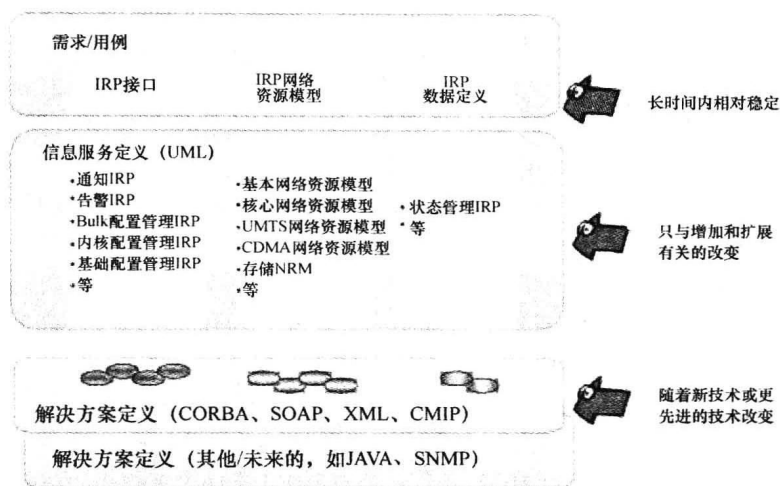 需求/用例
IRP接口
IRP网络
资源模型
IRP
数据定义
长时间内相对稳定
信息服务定义（UML）
·通知IRP
·告警IRP
·Bulk配置管理IRP
·内核配置管理IRP
·基础配置管理IRP
·等
·基本网络资源模型
·核心网络资源模型
·UMTS网络资源模型
·CDMA网络资源模型
·存储NRM
·等
·状态管理IRP
·等
只与增加和扩展
有关的改变
解决方案定义（CORBA、SOAP、XML、CMIP）
随着新技术或更
先进的技术改变
解决方案定义（其他/未来的，如JAVA、SNMP）